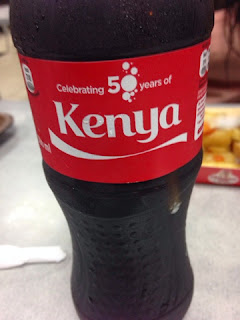 Celebrating 50 years of
Kenya